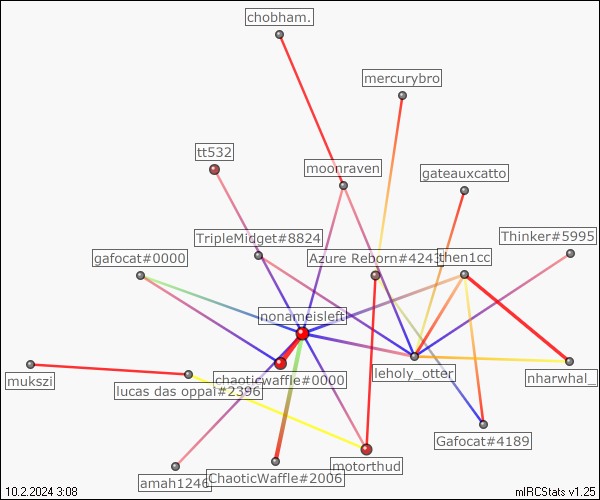 chobham.
mercurybro
tt532
moonraven
gateauxcatto
TripleMidget#8824
Thinker#5995
gafocat#0000
Azure Reborn#4243
then1cc
nonameisleft
leholy_otter
mukszi
chaoticwaffle#0000
nharwhal_
lucas das oppai#2396
Gafocat#4189
motorthud
amah1246
ChaoticWaffle#2006
10.2.2024 3:08
mIRCStats v1.25